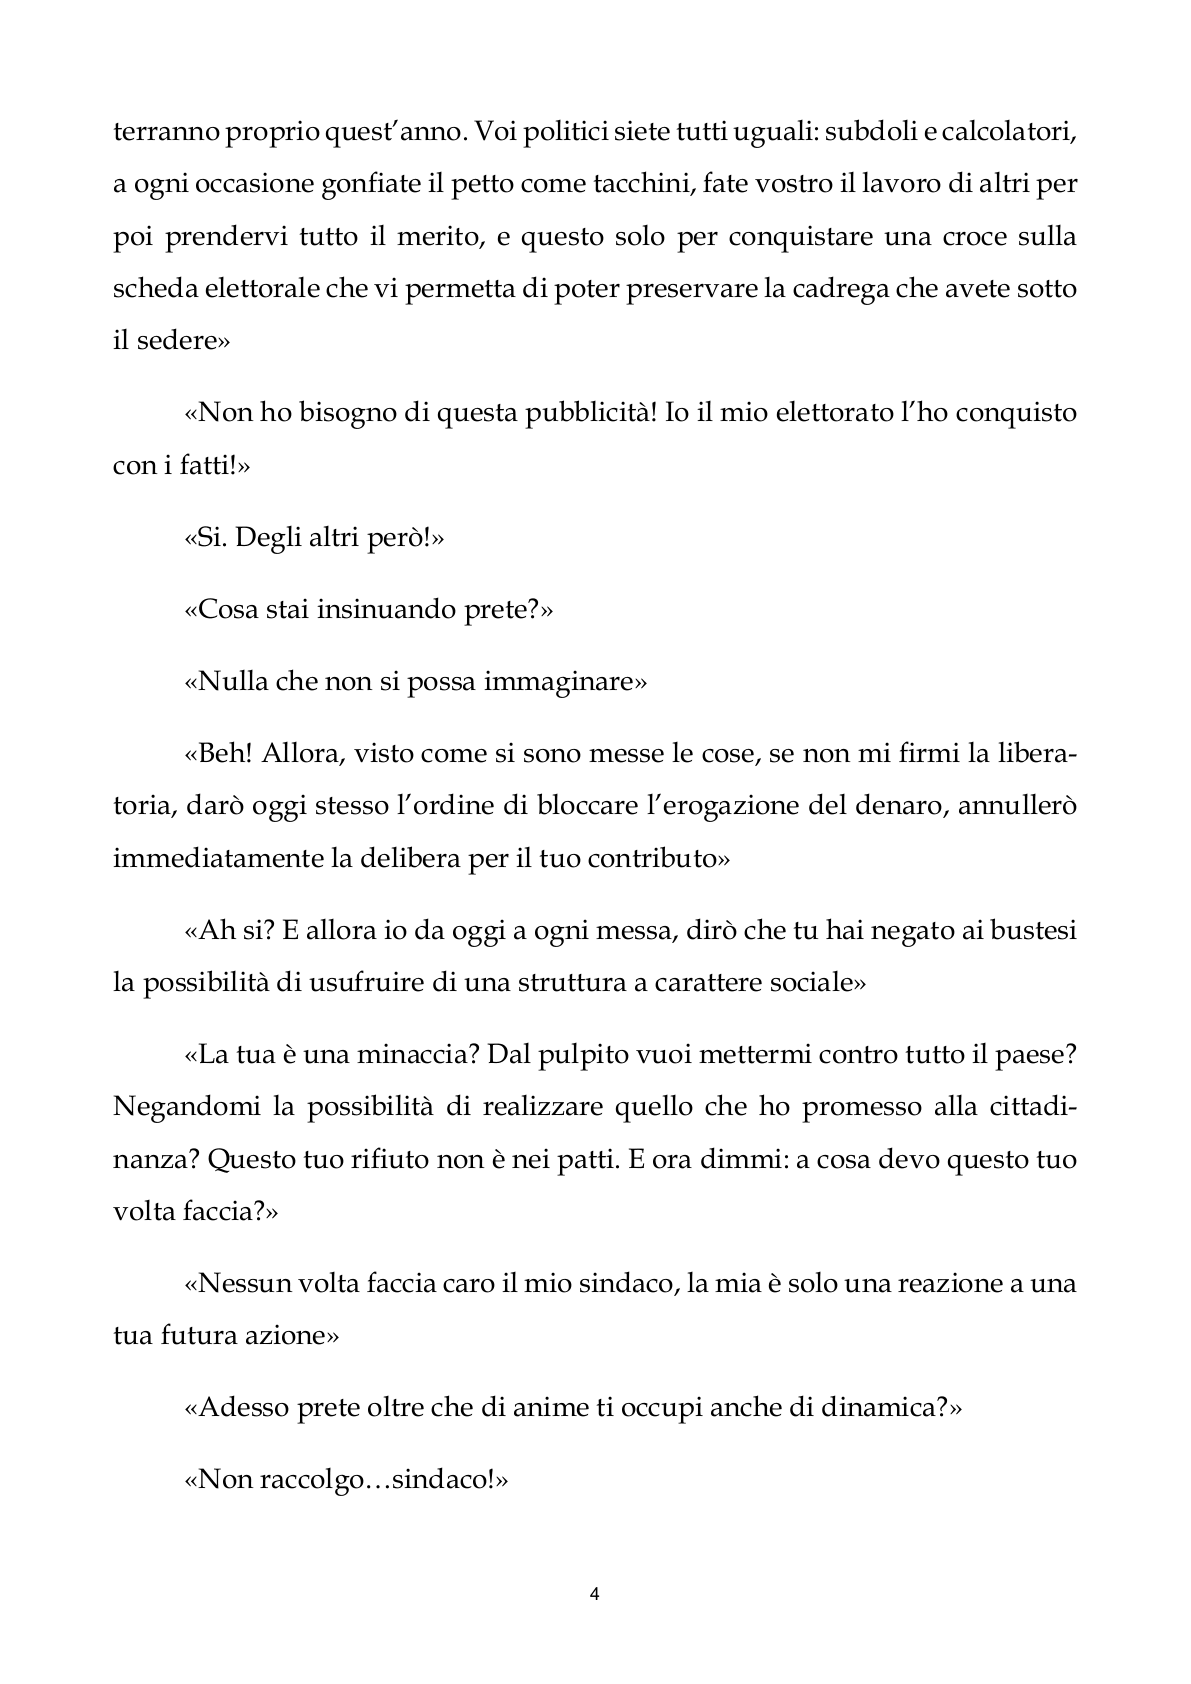 terranno proprio quest’anno. Voi politici siete tutti uguali: subdoli e calcolatori,
a ogni occasione gonfiate il petto come tacchini, fate vostro il lavoro di altri per
poi prendervi tutto il merito, e questo solo per conquistare una croce sulla
scheda elettorale che vi permetta di poter preservare la cadrega che avete sotto
il sedere»
«Non ho bisogno di questa pubblicità! Io il mio elettorato l’ho conquisto
con i fatti!»
«Si. Degli altri però!»
«Cosa stai insinuando prete?»
«Nulla che non si possa immaginare»
«Beh! Allora, visto come si sono messe le cose, se non mi firmi la libera-
toria, darò oggi stesso l’ordine di bloccare l’erogazione del denaro, annullerò
immediatamente la delibera per il tuo contributo»
«Ah si? E allora io da oggi a ogni messa, dirò che tu hai negato ai bustesi
la possibilità di usufruire di una struttura a carattere sociale»
«La tua è una minaccia? Dal pulpito vuoi mettermi contro tutto il paese?
Negandomi la possibilità di realizzare quello che ho promesso alla cittadi-
nanza? Questo tuo rifiuto non è nei patti. E ora dimmi: a cosa devo questo tuo
volta faccia?»
«Nessun volta faccia caro il mio sindaco, la mia è solo una reazione a una
tua futura azione»
«Adesso prete oltre che di anime ti occupi anche di dinamica?»
«Non raccolgo…sindaco!»
4